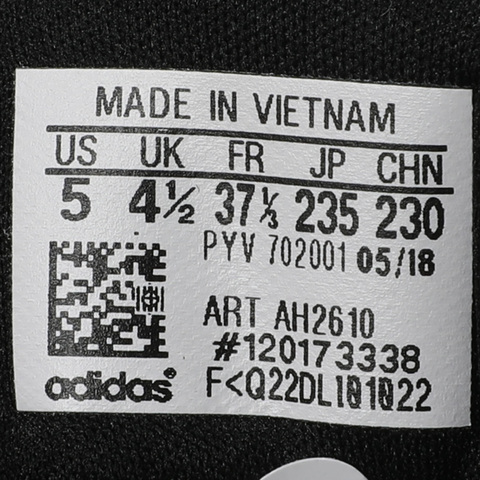 MADE IN VIETNAM
US UK FR JP CHN
5 4½ 37⅓ 235 230
PYV 702001 05/18
ART AH2610
#120173338
adidas® F<Q22DL101022